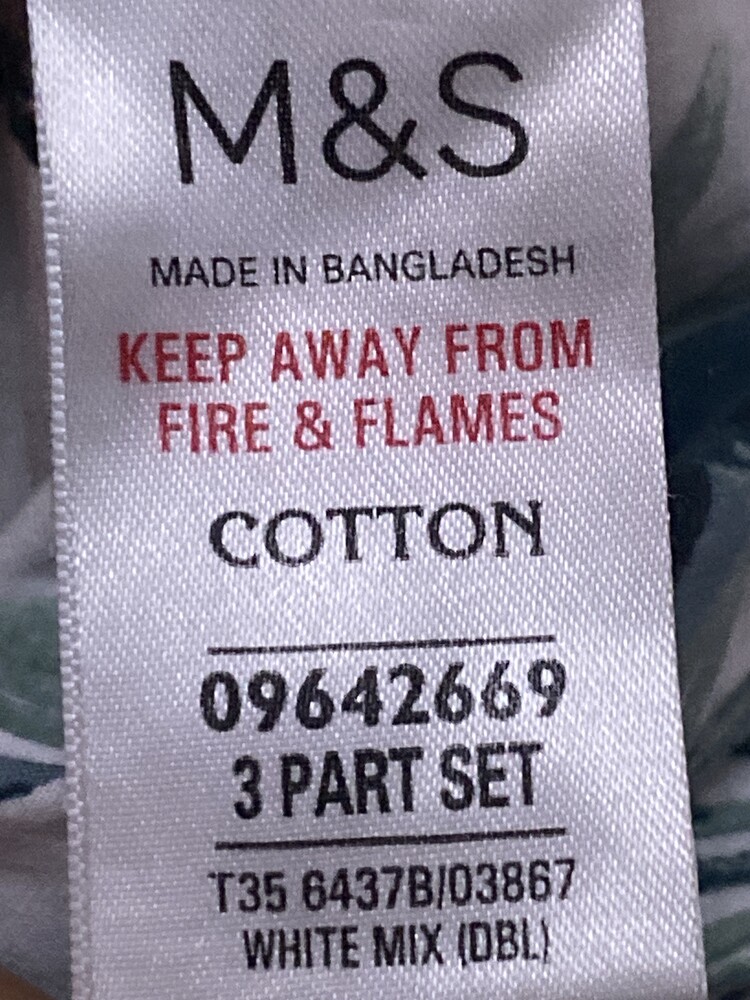 M&S
MADE IN BANGLADESH
KEEP AWAY FROM
FIRE & FLAMES
COTTON
09642669
3 PART SET
T35 6437B/03867
WHITE MIX (DBL)